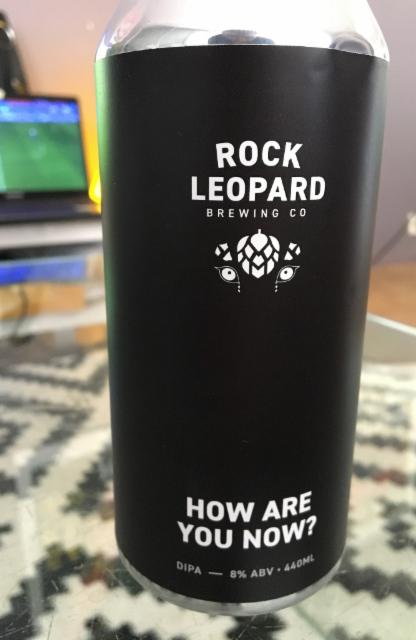 ROCK
LEOPARD
BREWING CO
HOW ARE
YOU NOW?
DIPA — 8% ABV • 440ML